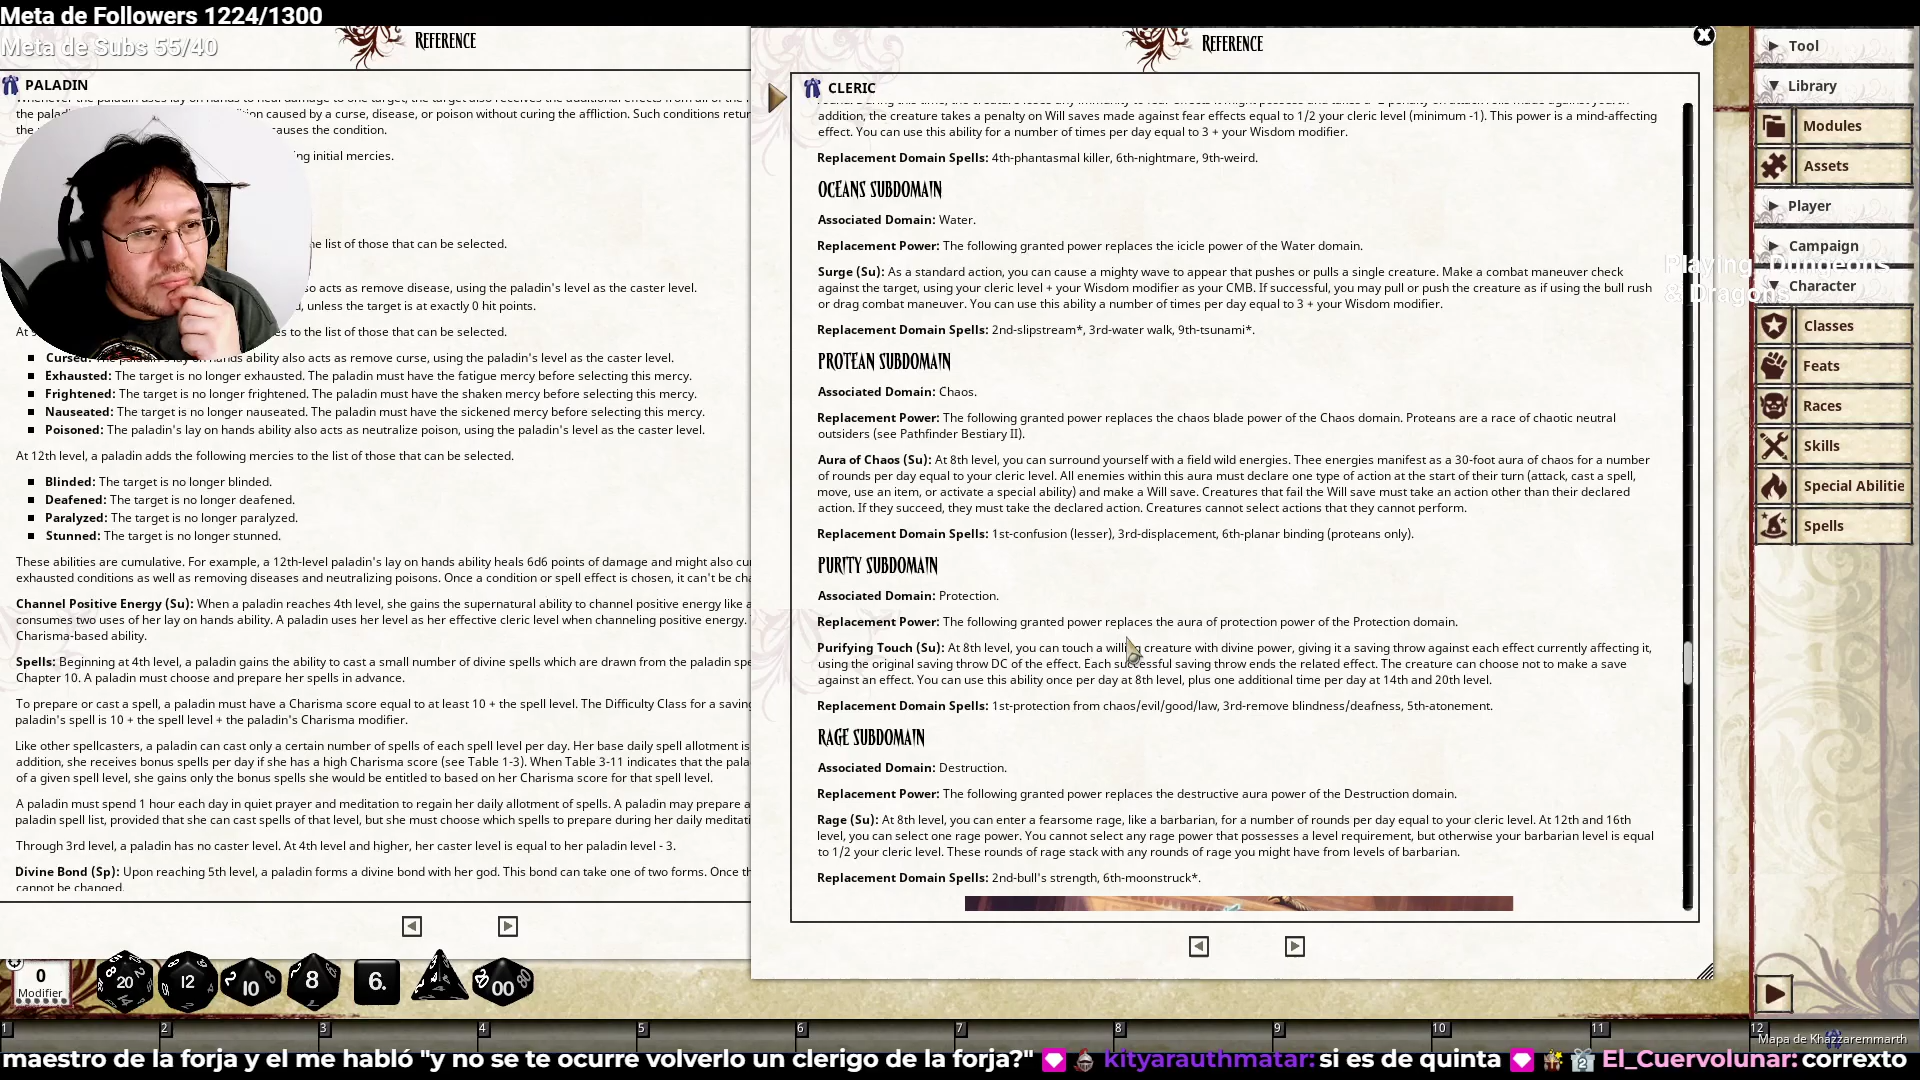 Meta de Followers 1224/1300
Meta de Subs 55/40
REFERENCE
PALADIN
the palad
tion caused by a curse, disease, or poison without curing the affliction. Such conditions retur
the
causes the condition.
ng initial mercies.
he list of those that can be selected.
so acts as remove disease, using the paladin's level as the caster level.
, unless the target is at exactly 0 hit points.
es to the list of those that can be selected.
Cursed: The paladin's lay on hands ability also acts as remove curse, using the paladin's level as the caster level.
Exhausted: The target is no longer exhausted. The paladin must have the fatigue mercy before selecting this mercy.
Frightened: The target is no longer frightened. The paladin must have the shaken mercy before selecting this mercy.
Nauseated: The target is no longer nauseated. The paladin must have the sickened mercy before selecting this mercy.
Poisoned: The paladin's lay on hands ability also acts as neutralize poison, using the paladin's level as the caster level.
At 12th level, a paladin adds the following mercies to the list of those that can be selected.
Blinded: The target is no longer blinded.
Deafened: The target is no longer deafened.
Paralyzed: The target is no longer paralyzed.
Stunned: The target is no longer stunned.
These abilities are cumulative. For example, a 12th-level paladin's lay on hands ability heals 6d6 points of damage and might also cu
exhausted conditions as well as removing diseases and neutralizing poisons. Once a condition or spell effect is chosen, it can't be cha
Channel Positive Energy (Su): When a paladin reaches 4th level, she gains the supernatural ability to channel positive energy like a
consumes two uses of her lay on hands ability. A paladin uses her level as her effective cleric level when channeling positive energy.
Charisma-based ability.
Spells: Beginning at 4th level, a paladin gains the ability to cast a small number of divine spells which are drawn from the paladin spe
Chapter 10. A paladin must choose and prepare her spells in advance.
To prepare or cast a spell, a paladin must have a Charisma score equal to at least 10 + the spell level. The Difficulty Class for a saving
paladin's spell is 10 + the spell level + the paladin's Charisma modifier.
Like other spellcasters, a paladin can cast only a certain number of spells of each spell level per day. Her base daily spell allotment is
addition, she receives bonus spells per day if she has a high Charisma score (see Table 1-3). When Table 3-11 indicates that the pala
of a given spell level, she gains only the bonus spells she would be entitled to based on her Charisma score for that spell level.
A paladin must spend 1 hour each day in quiet prayer and meditation to regain her daily allotment of spells. A paladin may prepare a
paladin spell list, provided that she can cast spells of that level, but she must choose which spells to prepare during her daily meditati
Through 3rd level, a paladin has no caster level. At 4th level and higher, her caster level is equal to her paladin level - 3.
Divine Bond (Sp): Upon reaching 5th level, a paladin forms a divine bond with her god. This bond can take one of two forms. Once th
cannot be changed.
REFERENCE
CLERIC
addition, the creature takes a penalty on Will saves made against fear effects equal to 1/2 your cleric level (minimum -1). This power is a mind-affecting
effect. You can use this ability for a number of times per day equal to 3 + your Wisdom modifier.
Replacement Domain Spells: 4th-phantasmal killer, 6th-nightmare, 9th-weird.
OCEANS SUBDOMAIN
Associated Domain: Water.
Replacement Power: The following granted power replaces the icicle power of the Water domain.
Surge (Su): As a standard action, you can cause a mighty wave to appear that pushes or pulls a single creature. Make a combat maneuver check
against the target, using your cleric level + your Wisdom modifier as your CMB. If successful, you may pull or push the creature as if using the bull rush
or drag combat maneuver. You can use this ability a number of times per day equal to 3 + your Wisdom modifier.
Replacement Domain Spells: 2nd-slipstream*, 3rd-water walk, 9th-tsunami*.
PROTEAN SUBDOMAIN
Associated Domain: Chaos.
Replacement Power: The following granted power replaces the chaos blade power of the Chaos domain. Proteans are a race of chaotic neutral
outsiders (see Pathfinder Bestiary II).
Aura of Chaos (Su): At 8th level, you can surround yourself with a field wild energies. Thee energies manifest as a 30-foot aura of chaos for a number
of rounds per day equal to your cleric level. All enemies within this aura must declare one type of action at the start of their turn (attack, cast a spell,
move, use an item, or activate a special ability) and make a Will save. Creatures that fail the Will save must take an action other than their declared
action. If they succeed, they must take the declared action. Creatures cannot select actions that they cannot perform.
Replacement Domain Spells: 1st-confusion (lesser), 3rd-displacement, 6th-planar binding (proteans only).
PURITY SUBDOMAIN
Associated Domain: Protection.
Replacement Power: The following granted power replaces the aura of protection power of the Protection domain.
Purifying Touch (Su): At 8th level, you can touch a willing creature with divine power, giving it a saving throw against each effect currently affecting it,
using the original saving throw DC of the effect. Each successful saving throw ends the related effect. The creature can choose not to make a save
against an effect. You can use this ability once per day at 8th level, plus one additional time per day at 14th and 20th level.
Replacement Domain Spells: 1st-protection from chaos/evil/good/law, 3rd-remove blindness/deafness, 5th-atonement.
RAGE SUBDOMAIN
Associated Domain: Destruction.
Replacement Power: The following granted power replaces the destructive aura power of the Destruction domain.
Rage (Su): At 8th level, you can enter a fearsome rage, like a barbarian, for a number of rounds per day equal to your cleric level. At 12th and 16th
level, you can select one rage power. You cannot select any rage power that possesses a level requirement, but otherwise your barbarian level is equal
to 1/2 your cleric level. These rounds of rage stack with any rounds of rage you might have from levels of barbarian.
Replacement Domain Spells: 2nd-bull's strength, 6th-moonstruck*.
Tool
Library
Modules
Assets
Player
Campaign
Playing: Dungeons
& Dragons
Character
Classes
Feats
Races
Skills
Special Abilitie
Spells
0
Modifier
20
12
10
8
6.
4
00
1 2 3 4 5 6 7 8 9 10 11 12
Mapa de Khazzaremmarth
maestro de la forja y el me habló "y no se te ocurre volverlo un clerigo de la forja?" kityarauthmatar: si es de quinta El_Cuervolunar: correxto